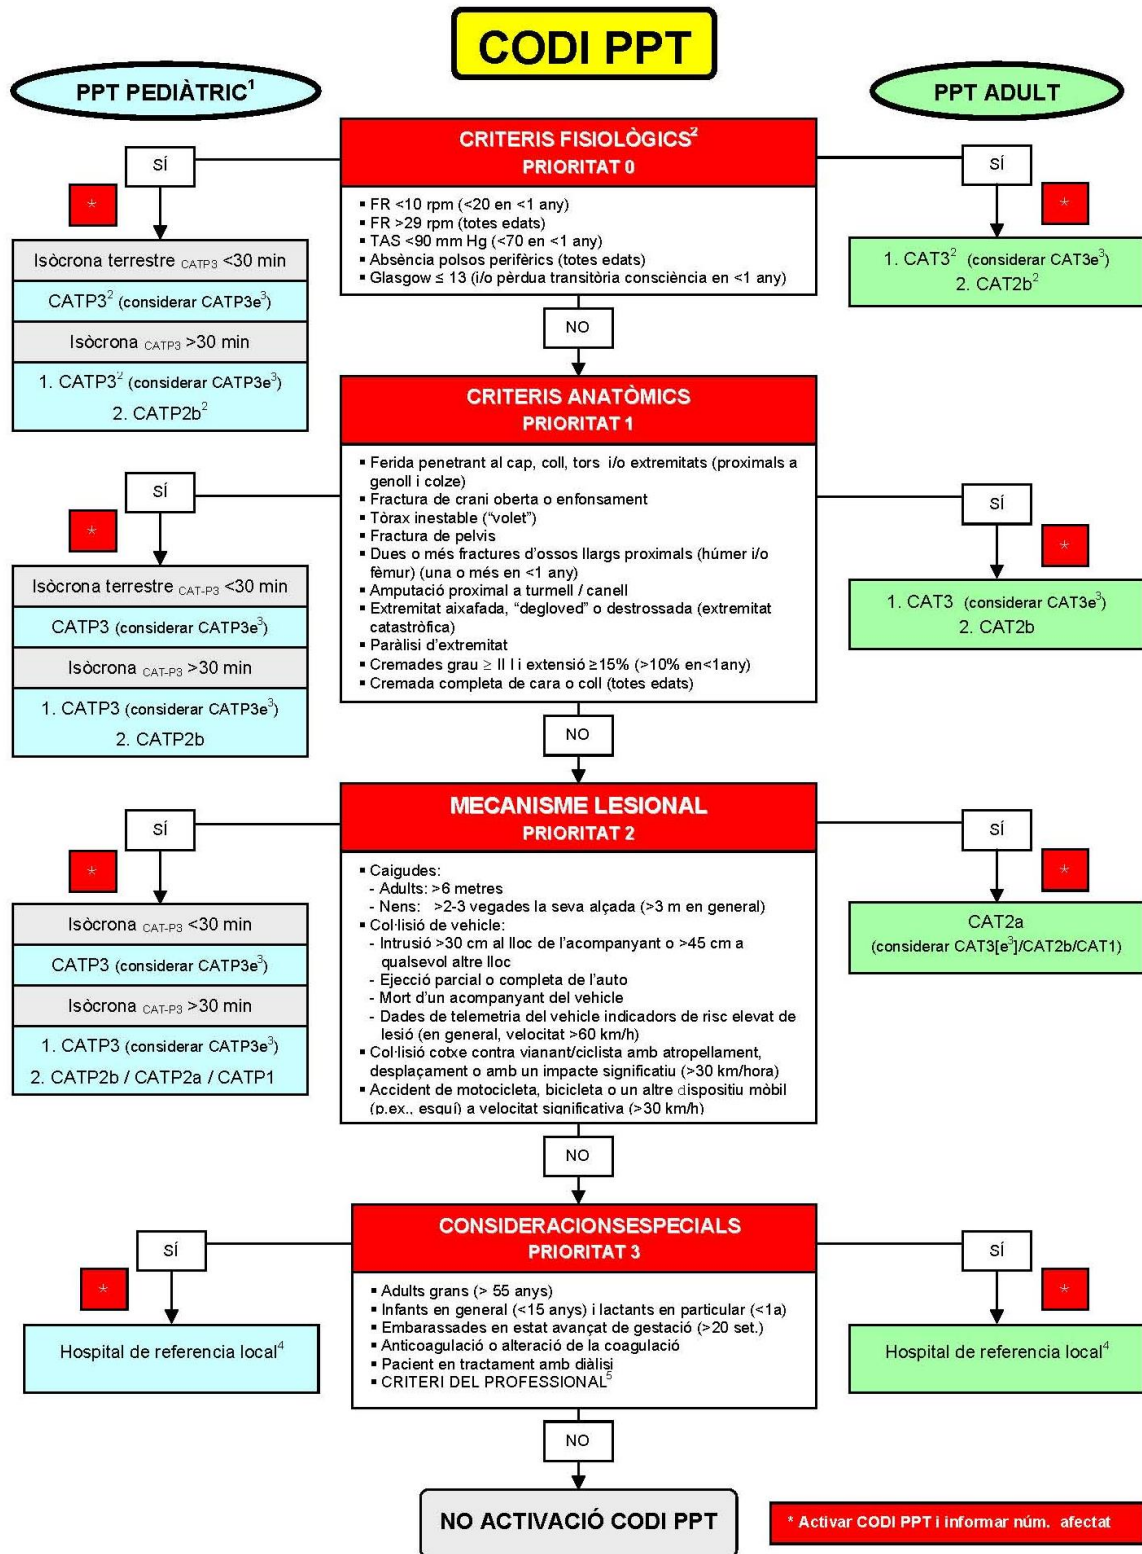 CODI PPT
PPT PEDIÀTRIC¹
PPT ADULT
CRITERIS FISIOLÒGICS²
PRIORITAT 0
SÍ
SÍ
*
*
▪ FR <10 rpm (<20 en <1 any)
▪ FR >29 rpm (totes edats)
▪ TAS <90 mm Hg (<70 en <1 any)
▪ Absència polsos perifèrics (totes edats)
▪ Glasgow ≤ 13 (i/o pèrdua transitòria consciència en <1 any)
Isòcrona terrestre CATP3 <30 min
CATP3² (considerar CATP3e³)
Isòcrona CATP3 >30 min
1. CATP3² (considerar CATP3e³)
2. CATP2b²
1. CAT3² (considerar CAT3e³)
2. CAT2b²
NO
CRITERIS ANATÒMICS
PRIORITAT 1
SÍ
SÍ
*
*
▪ Ferida penetrant al cap, coll, tors i/o extremitats (proximals a
genoll i colze)
▪ Fractura de crani oberta o enfonsament
▪ Tòrax inestable ("volet")
▪ Fractura de pelvis
▪ Dues o més fractures d'ossos llargs proximals (húmer i/o
fèmur) (una o més en <1 any)
▪ Amputació proximal a turmell / canell
▪ Extremitat aixafada, "degloved" o destrossada (extremitat
catastròfica)
▪ Paràlisi d'extremitat
▪ Cremades grau ≥ II I i extensió ≥15% (>10% en<1any)
▪ Cremada completa de cara o coll (totes edats)
Isòcrona terrestre CAT-P3 <30 min
CATP3 (considerar CATP3e³)
Isòcrona CAT-P3 >30 min
1. CATP3 (considerar CATP3e³)
2. CATP2b
1. CAT3 (considerar CAT3e³)
2. CAT2b
NO
MECANISME LESIONAL
PRIORITAT 2
SÍ
SÍ
*
*
▪ Caigudes:
- Adults: >6 metres
- Nens: >2-3 vegades la seva alçada (>3 m en general)
▪ Col·lisió de vehicle:
- Intrusió >30 cm al lloc de l'acompanyant o >45 cm a
qualsevol altre lloc
- Ejecció parcial o completa de l'auto
- Mort d'un acompanyant del vehicle
- Dades de telemetria del vehicle indicadors de risc elevat de
lesió (en general, velocitat >60 km/h)
▪ Col·lisió cotxe contra vianant/ciclista amb atropellament,
desplaçament o amb un impacte significatiu (>30 km/hora)
▪ Accident de motocicleta, bicicleta o un altre dispositiu mòbil
(p.ex., esquí) a velocitat significativa (>30 km/h)
Isòcrona CAT-P3 <30 min
CATP3 (considerar CATP3e³)
Isòcrona CAT-P3 >30 min
1. CATP3 (considerar CATP3e³)
2. CATP2b / CATP2a / CATP1
CAT2a
(considerar CAT3[e³]/CAT2b/CAT1)
NO
CONSIDERACIONSESPECIALS
PRIORITAT 3
SÍ
SÍ
*
*
▪ Adults grans (> 55 anys)
▪ Infants en general (<15 anys) i lactants en particular (<1a)
▪ Embarassades en estat avançat de gestació (>20 set.)
▪ Anticoagulació o alteració de la coagulació
▪ Pacient en tractament amb diàlisi
▪ CRITERI DEL PROFESSIONAL⁵
Hospital de referencia local⁴
Hospital de referencia local⁴
NO
NO ACTIVACIÓ CODI PPT
* Activar CODI PPT i informar núm. afectat